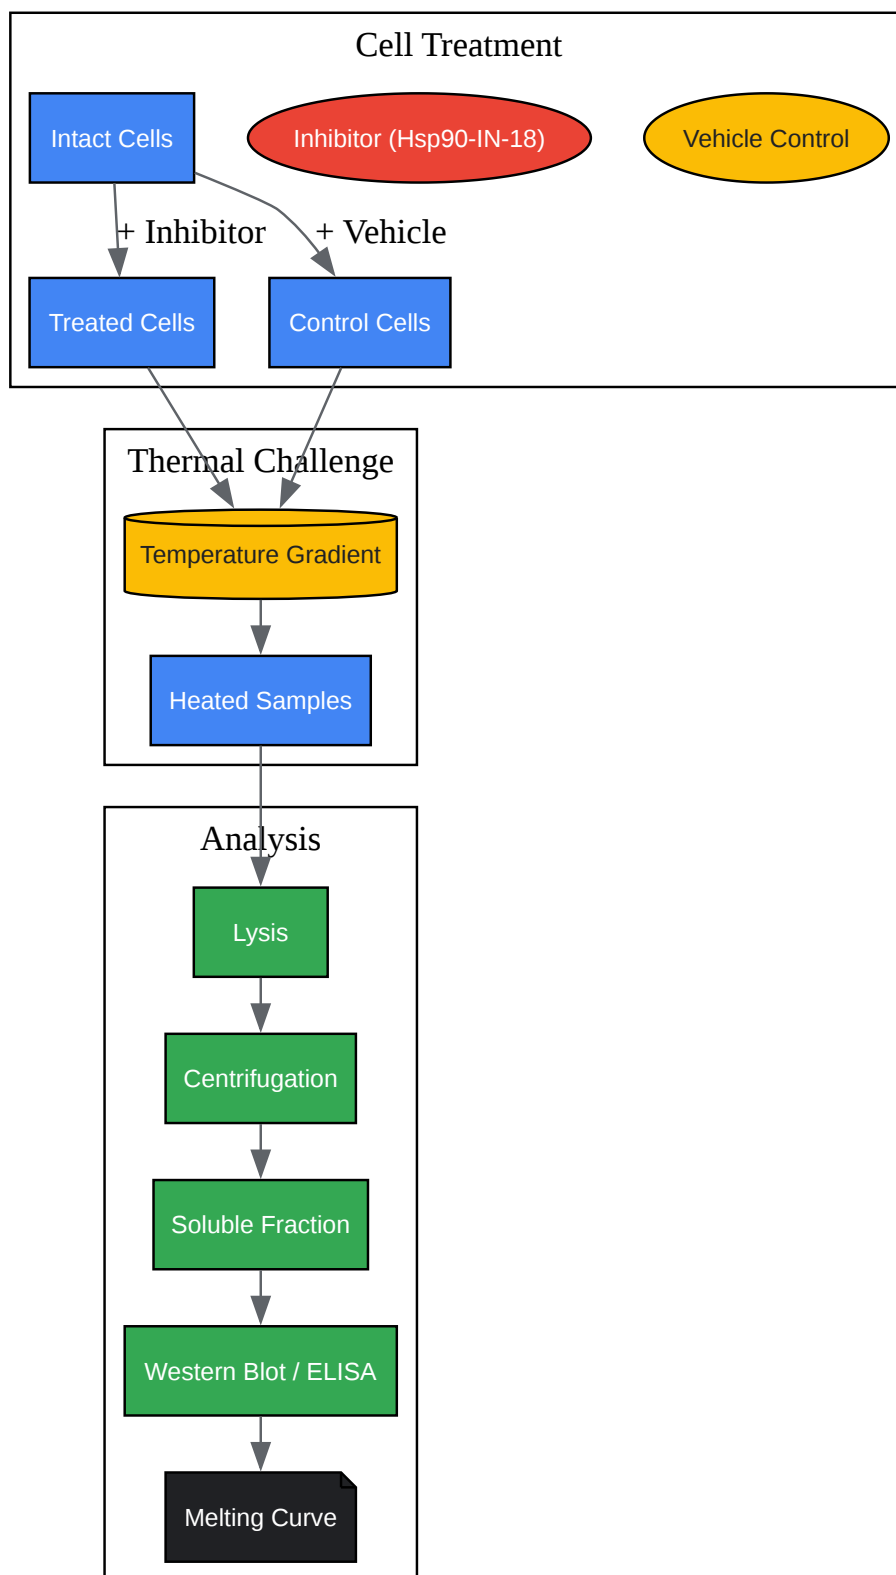 Cell Treatment
Intact Cells
Inhibitor (Hsp90-IN-18)
Vehicle Control
+ Inhibitor
+ Vehicle
Treated Cells
Control Cells
Thermal Challenge
Temperature Gradient
Heated Samples
Analysis
Lysis
Centrifugation
Soluble Fraction
Western Blot / ELISA
Melting Curve